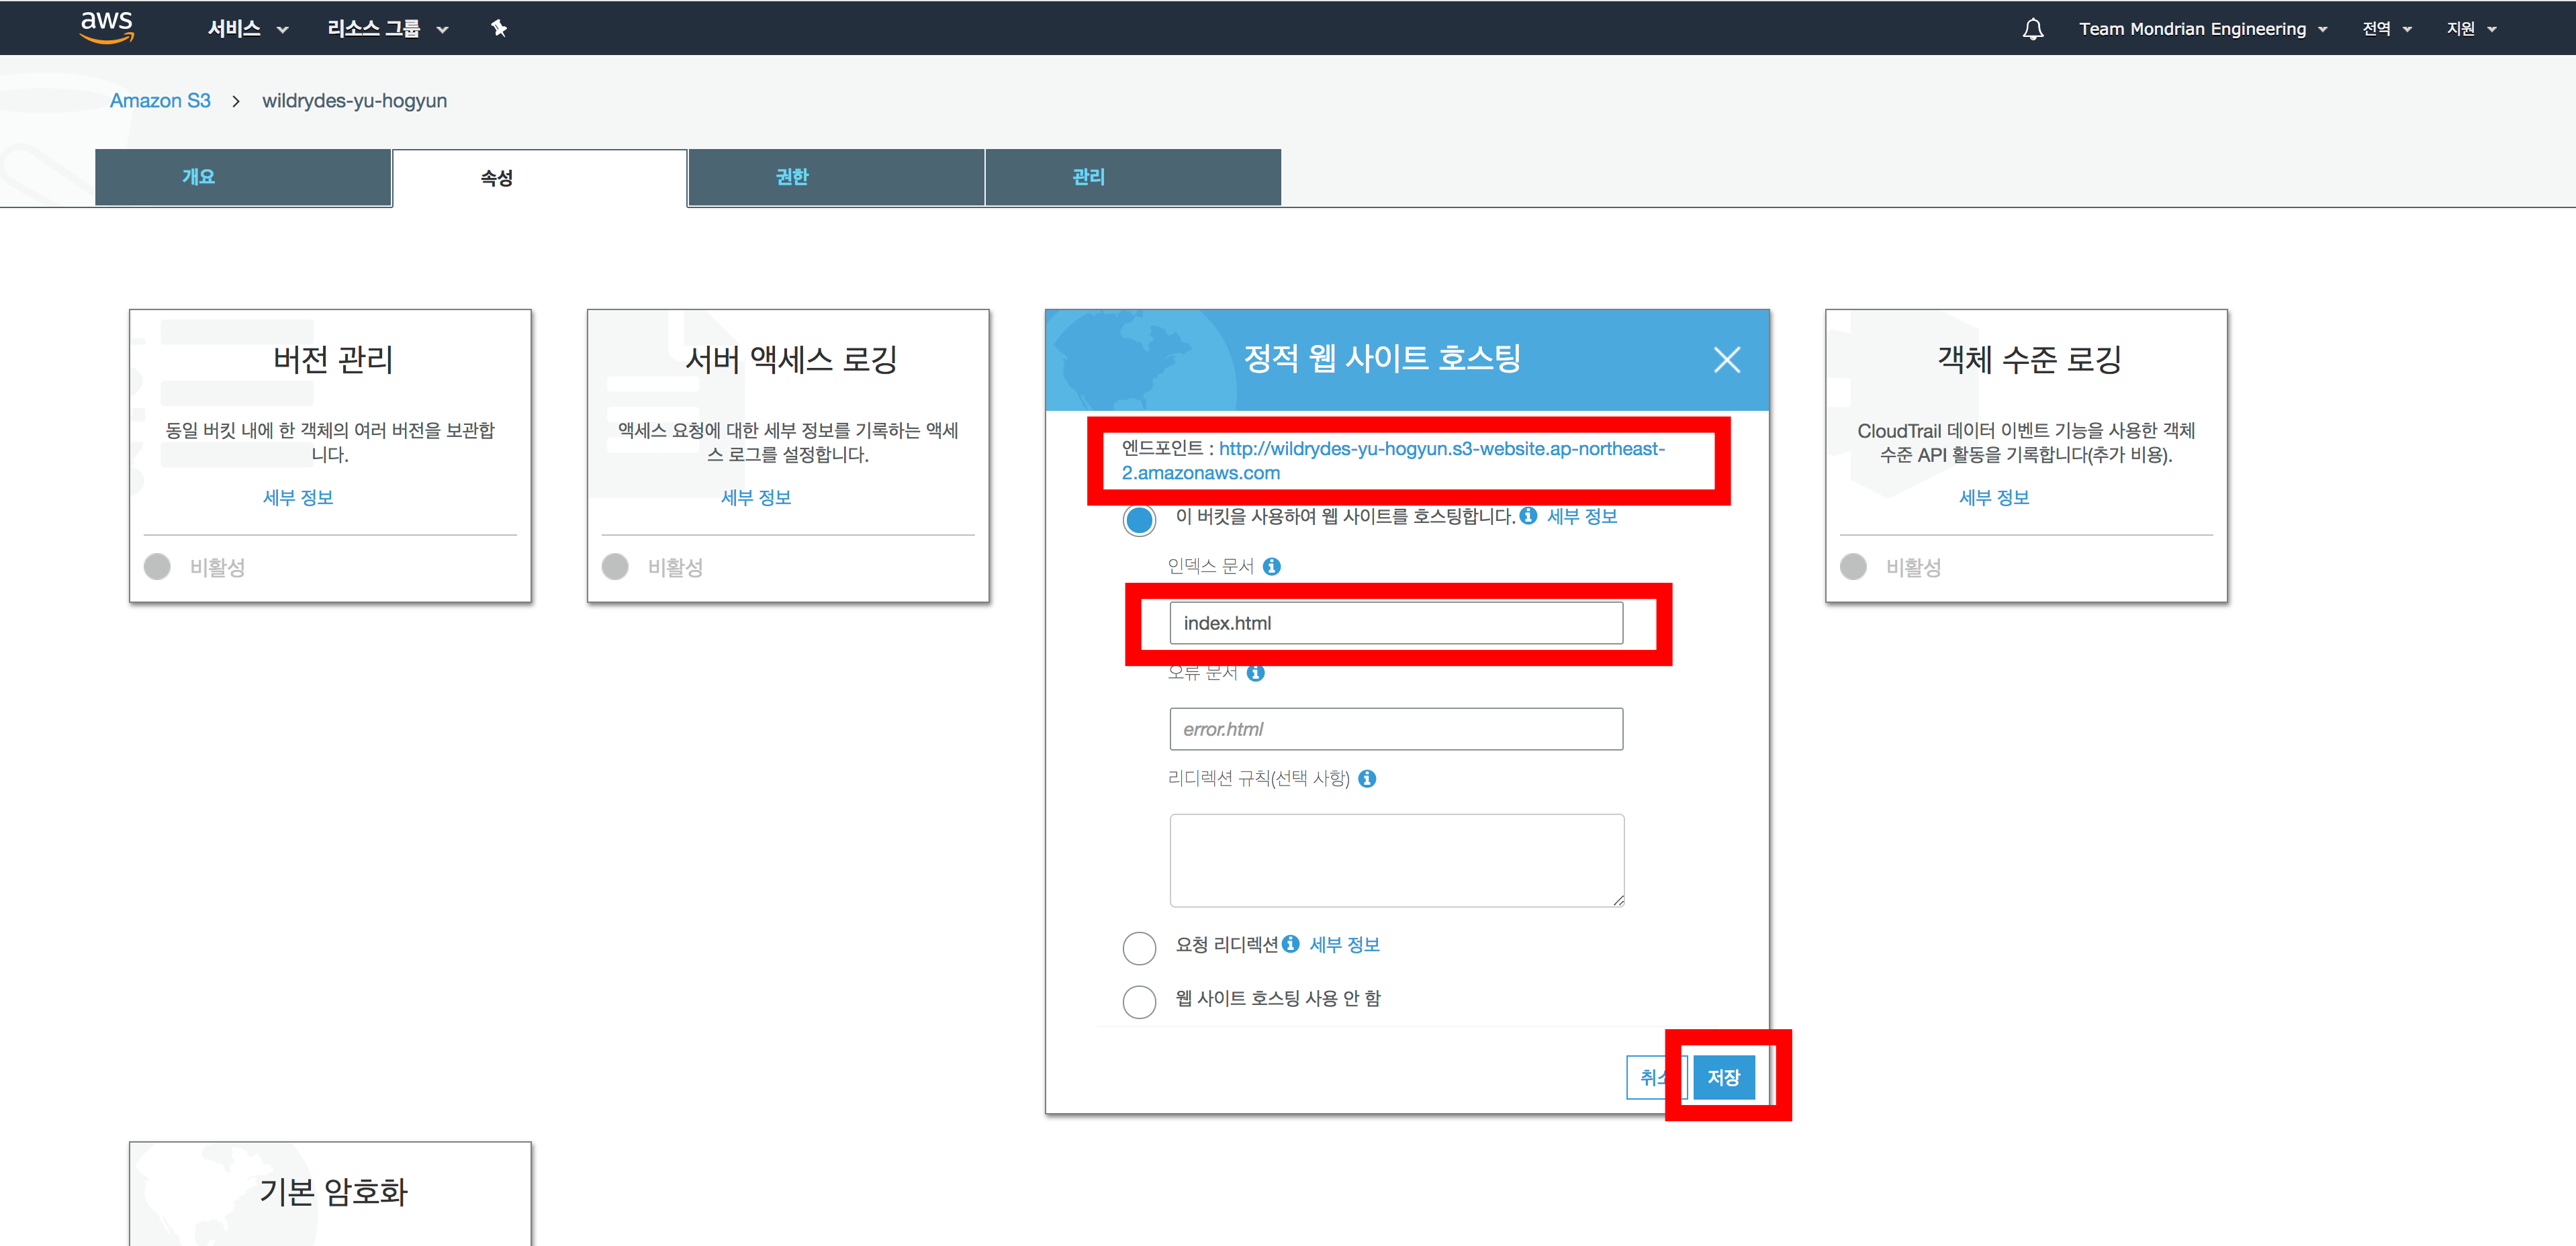 aws 서비스 리소스 그룹 Team Mondrian Engineering 전역 지원
Amazon S3 > wildrydes-yu-hogyun
개요 속성 권한 관리
버전 관리
동일 버킷 내에 한 객체의 여러 버전을 보관합
니다.
세부 정보
비활성
서버 액세스 로깅
액세스 요청에 대한 세부 정보를 기록하는 액세
스 로그를 설정합니다.
세부 정보
비활성
정적 웹 사이트 호스팅
엔드포인트 : http://wildrydes-yu-hogyun.s3-website.ap-northeast-
2.amazonaws.com
이 버킷을 사용하여 웹 사이트를 호스팅합니다. 세부 정보
인덱스 문서
index.html
오류 문서
error.html
리디렉션 규칙(선택 사항)
요청 리디렉션 세부 정보
웹 사이트 호스팅 사용 안 함
취소 저장
객체 수준 로깅
CloudTrail 데이터 이벤트 기능을 사용한 객체
수준 API 활동을 기록합니다(추가 비용).
세부 정보
비활성
기본 암호화